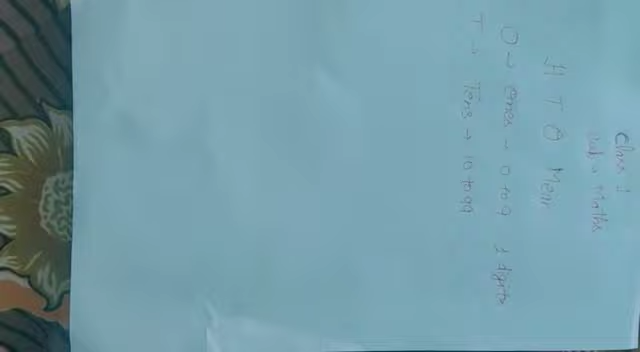 Class 1
Sub → Maths
H T O Mean
O → Ones → 0 to 9 1 digits
T → Tens → 10 to 99